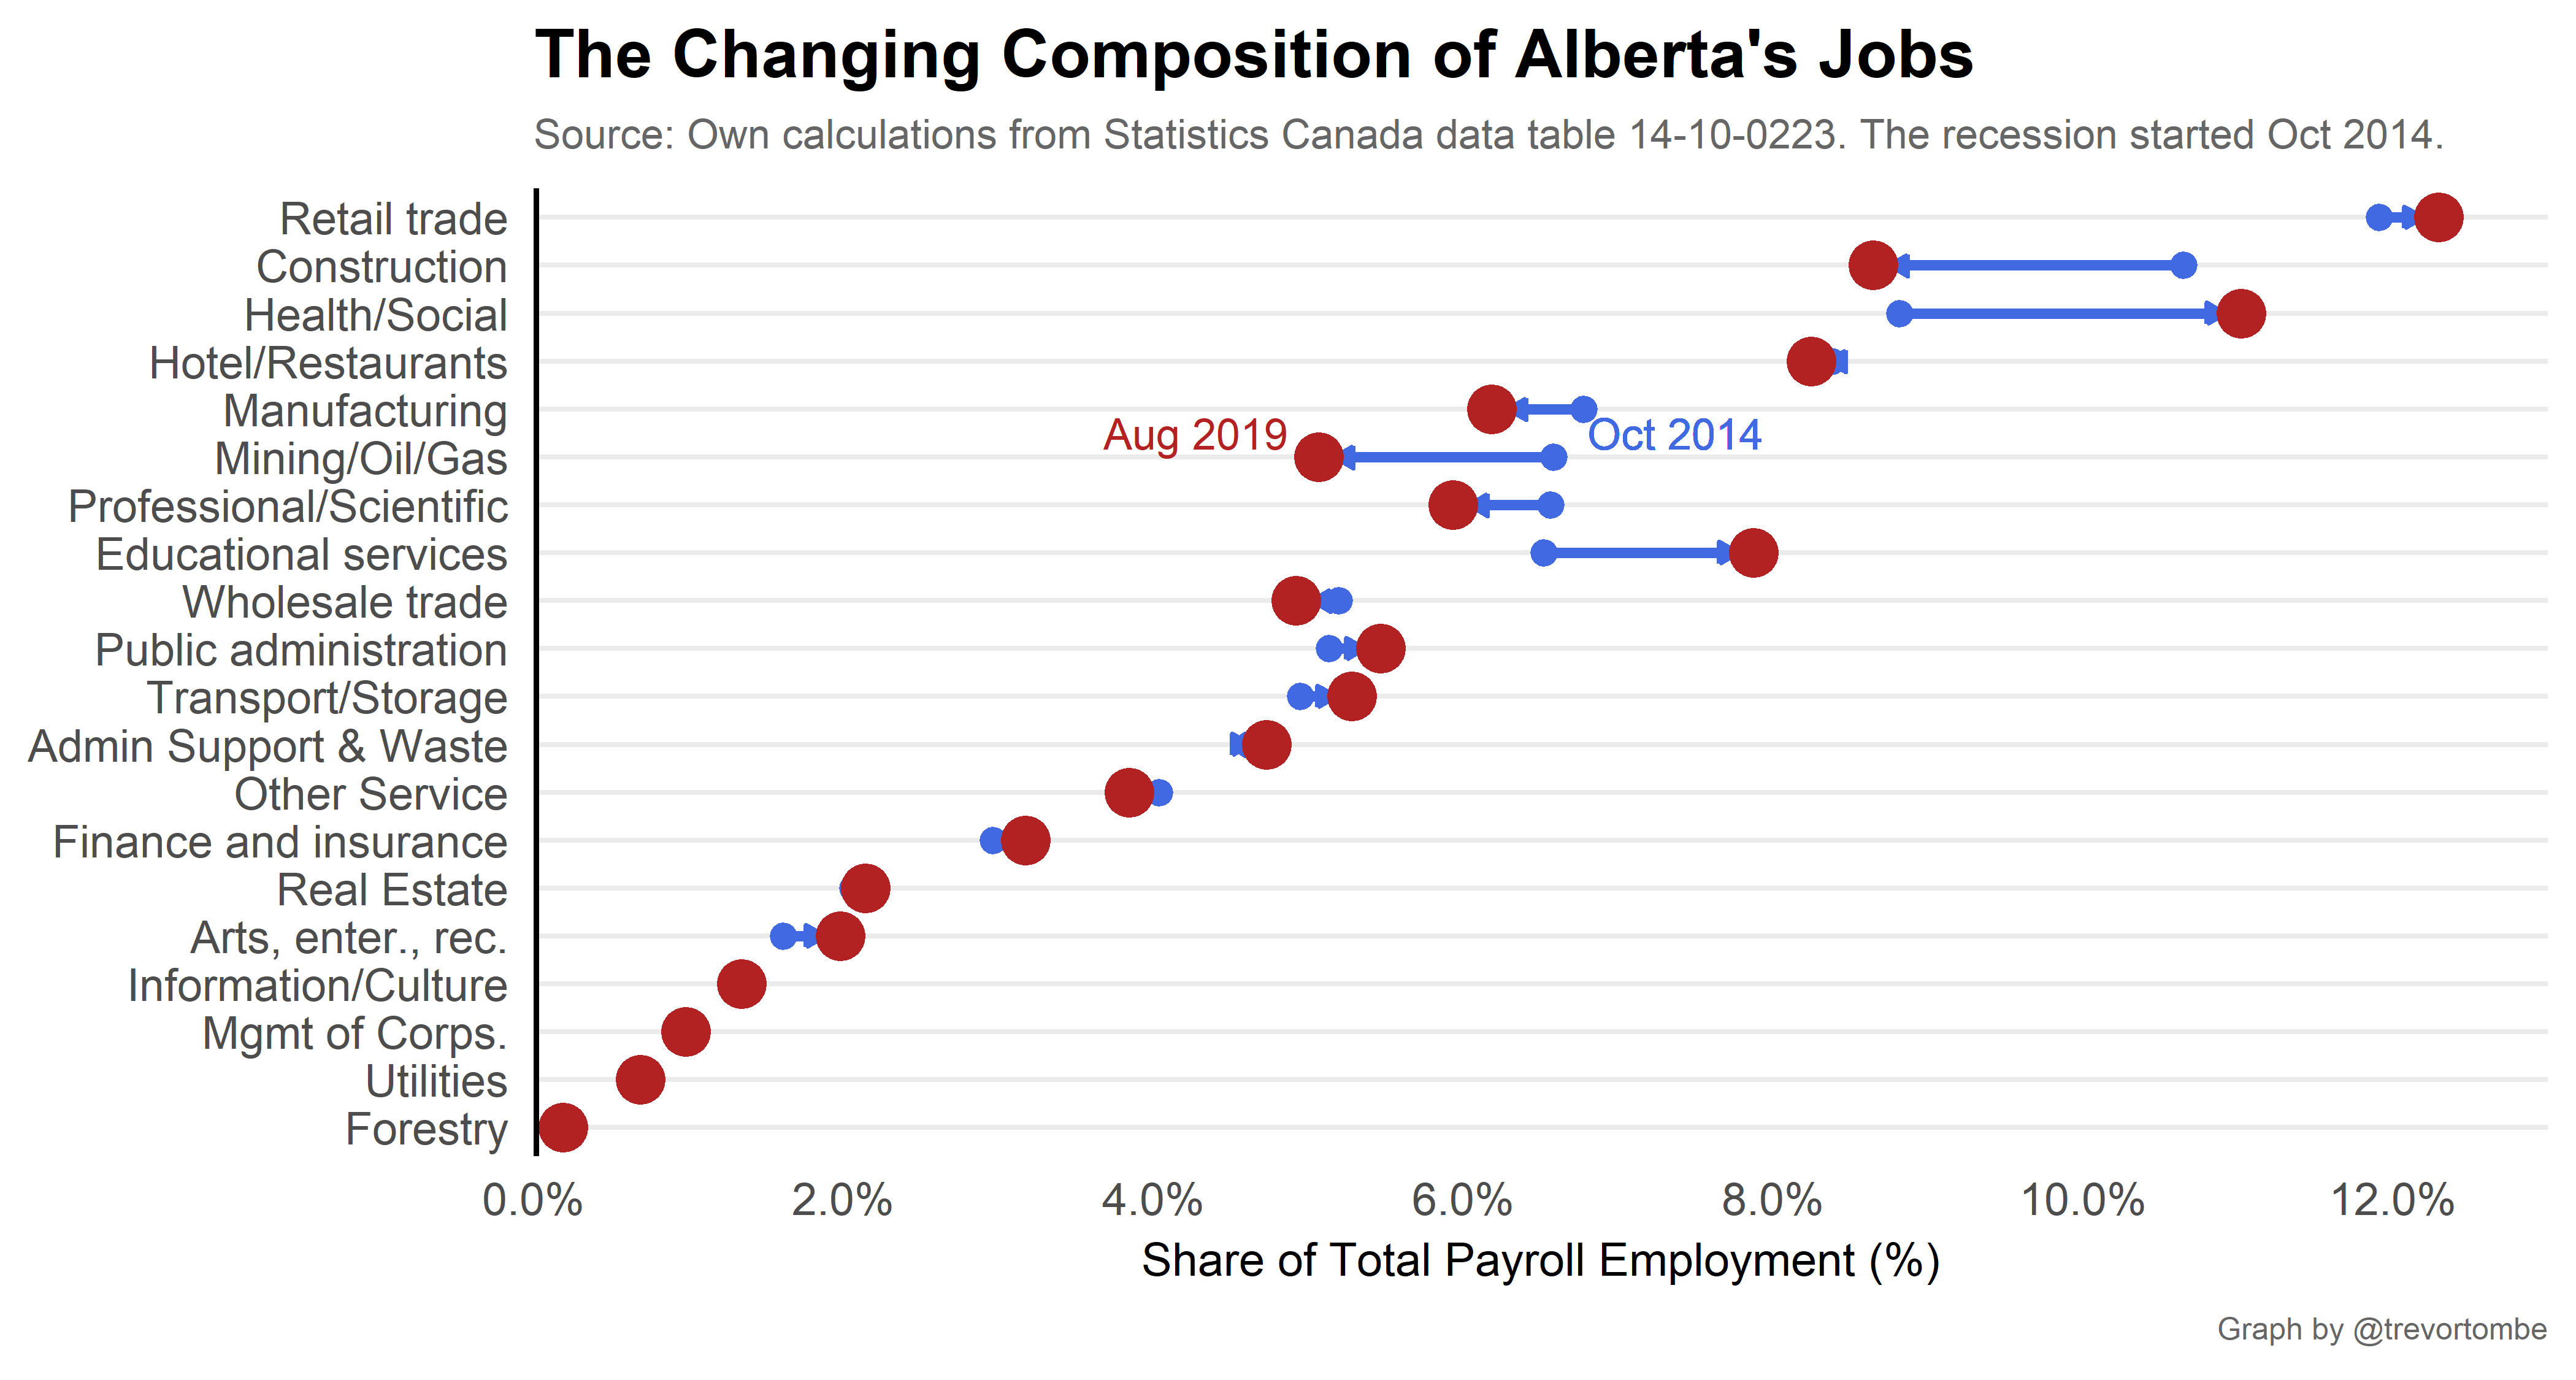 The Changing Composition of Alberta's Jobs
Source: Own calculations from Statistics Canada data table 14-10-0223. The recession started Oct 2014.
Retail trade
Construction
Health/Social
Hotel/Restaurants
Manufacturing
Aug 2019
Oct 2014
Mining/Oil/Gas
Professional/Scientific
Educational services
Wholesale trade
Public administration
Transport/Storage
Admin Support & Waste
Other Service
Finance and insurance
Real Estate
Arts, enter., rec.
Information/Culture
Mgmt of Corps.
Utilities
Forestry
0.0% 2.0% 4.0% 6.0% 8.0% 10.0% 12.0%
Share of Total Payroll Employment (%)
Graph by @trevortombe